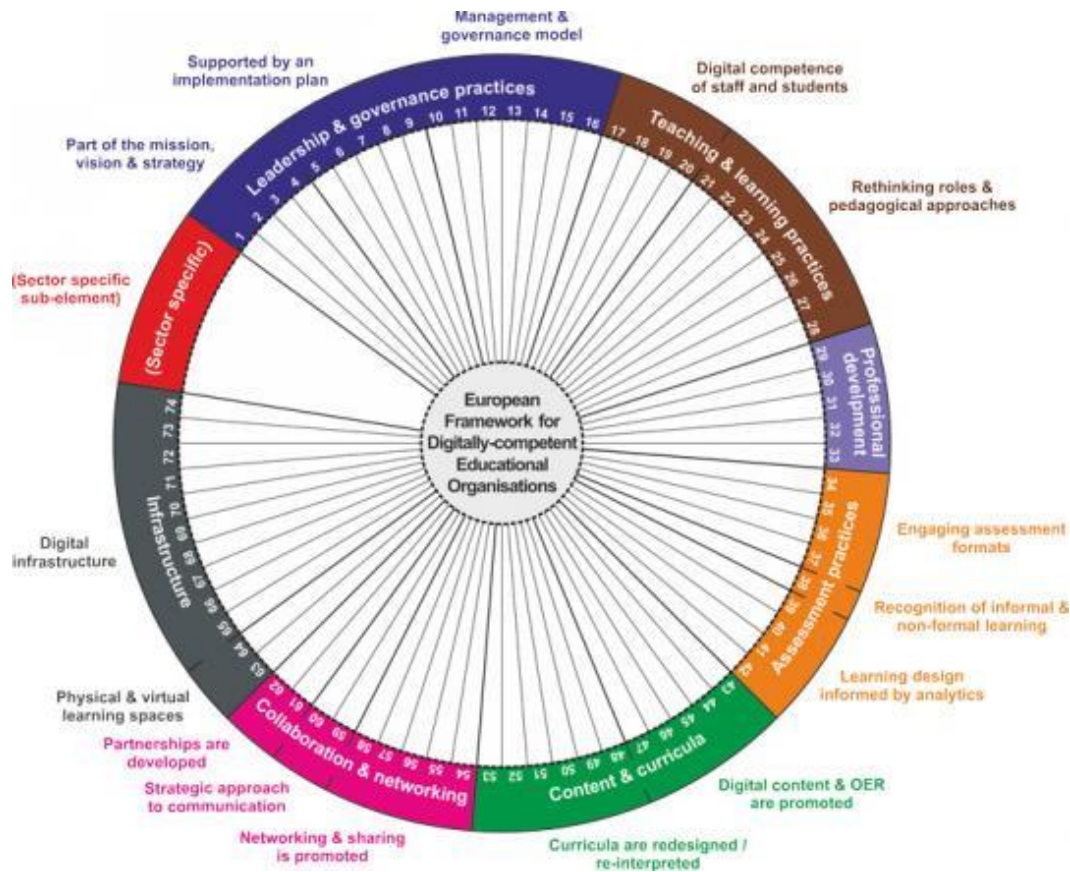 Management &
governance model
Supported by an
implementation plan
Digital competence
of staff and students
Part of the mission,
vision & strategy
Rethinking roles &
pedagogical approaches
(Sector specific
sub-element)
Leadership & governance practices
Teaching & learning practices
Professional
develpment
Assessment practices
Content & curricula
Collaboration & networking
Infrastructure
(Sector specific)
1 2 3 4 5 6 7 8 9 10 11 12 13 14 15 16
17 18 19 20 21 22 23 24 25 26 27 28
29 30 31 32 33
34 35 36 37 38 39 40 41 42
43 44 45 46 47 48 49 50 51 52 53
54 55 56 57 58 59 60 61 62
63 64 65 66 67 68 69 70 71 72 73 74
European
Framework for
Digitally-competent
Educational
Organisations
Engaging assessment
formats
Recognition of informal &
non-formal learning
Learning design
informed by analytics
Digital content & OER
are promoted
Curricula are redesigned /
re-interpreted
Networking & sharing
is promoted
Strategic approach
to communication
Partnerships are
developed
Physical & virtual
learning spaces
Digital
infrastructure